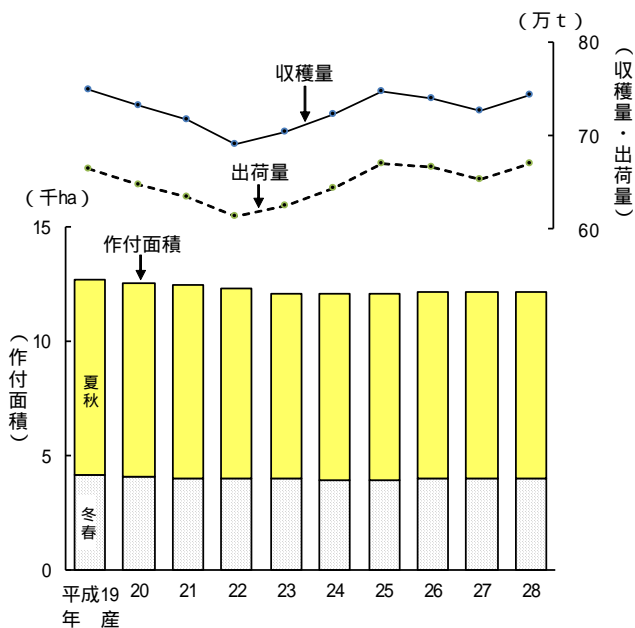 （万ｔ）
80
（収穫量・出荷量）
収穫量
70
出荷量
（千ha）
60
15
作付面積
10
（作付面積）
夏秋
5
冬春
0
平成19 20 21 22 23 24 25 26 27 28
年　産